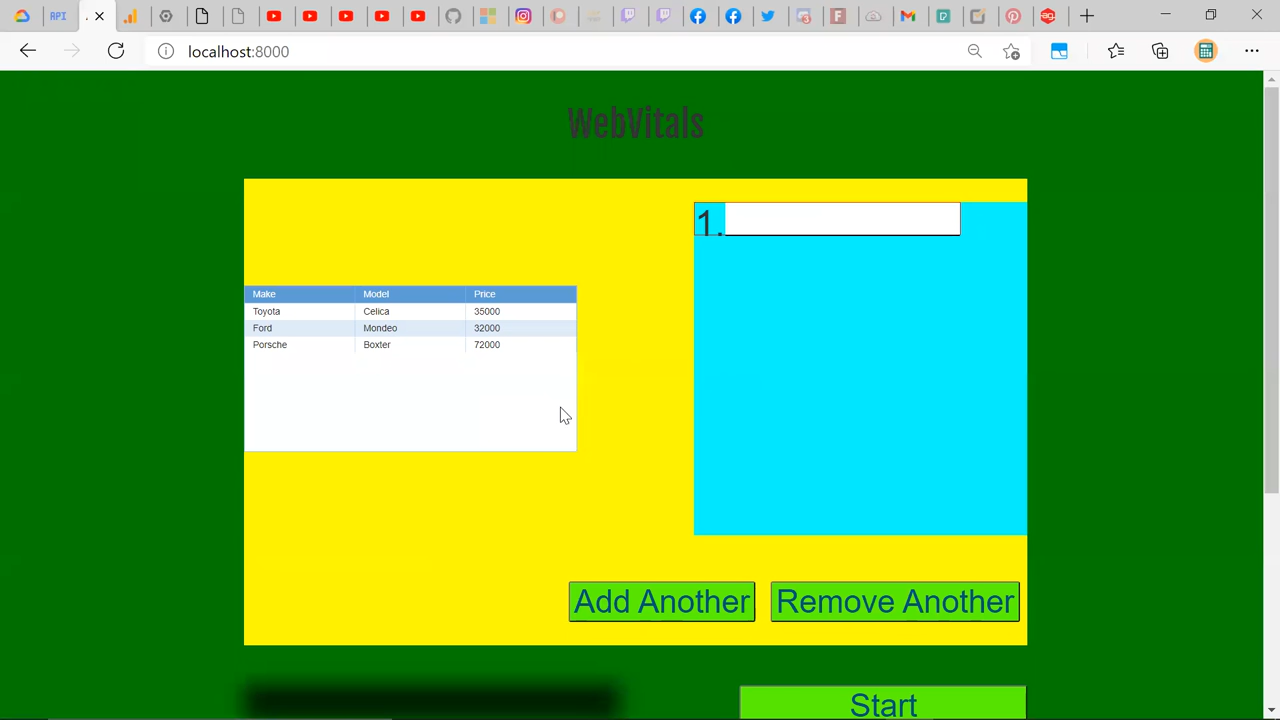 API
localhost:8000
WebVitals
1.
Make Model Price
Toyota Celica 35000
Ford Mondeo 32000
Porsche Boxter 72000
Add Another Remove Another
Start